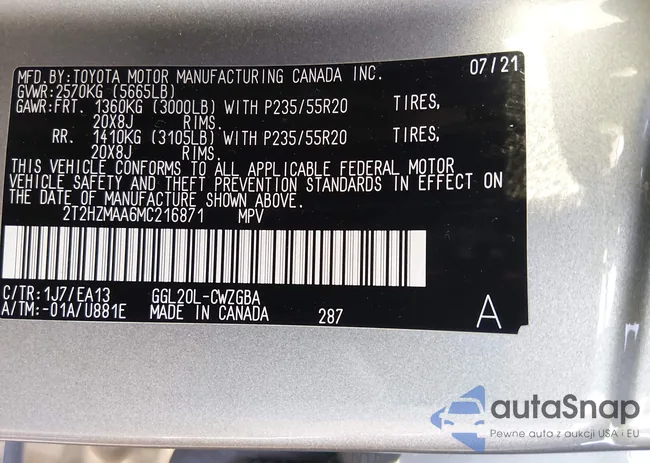 MFD.BY:TOYOTA MOTOR MANUFACTURING CANADA INC. 07/21
GVWR:2570KG (5665LB)
GAWR:FRT. 1360KG (3000LB) WITH P235/55R20 TIRES,
20X8J RIMS.
RR. 1410KG (3105LB) WITH P235/55R20 TIRES,
20X8J RIMS.
THIS VEHICLE CONFORMS TO ALL APPLICABLE FEDERAL MOTOR
VEHICLE SAFETY AND THEFT PREVENTION STANDARDS IN EFFECT ON
THE DATE OF MANUFACTURE SHOWN ABOVE.
2T2HZMAA6MC216871 MPV
C/TR:1J7/EA13 GGL20L-CWZGBA
A/TM:-01A/U881E MADE IN CANADA 287 A
autaSnap
Pewne auta z aukcji USA i EU